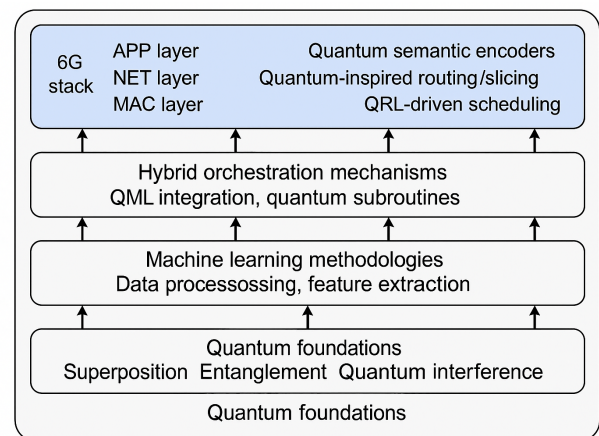 6G stack
APP layer Quantum semantic encoders
NET layer Quantum-inspired routing/slicing
MAC layer QRL-driven scheduling
Hybrid orchestration mechanisms
QML integration, quantum subroutines
Machine learning methodologies
Data processossing, feature extraction
Quantum foundations
Superposition Entanglement Quantum interference
Quantum foundations